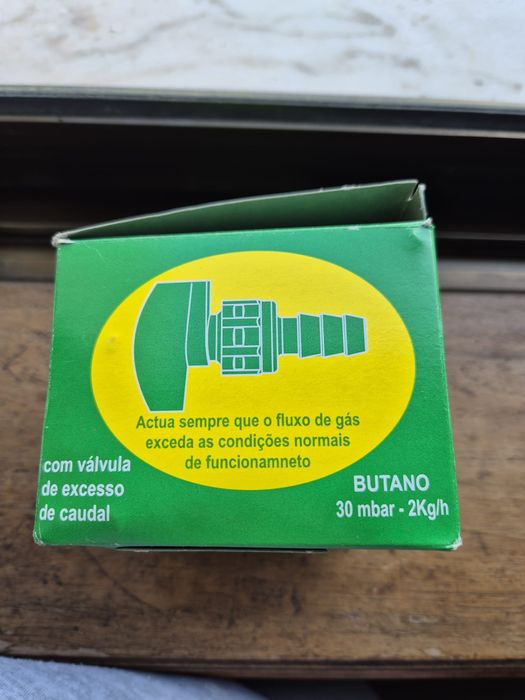 Actua sempre que o fluxo de gás
exceda as condições normais
de funcionamneto
com válvula
de excesso
de caudal
BUTANO
30 mbar - 2Kg/h